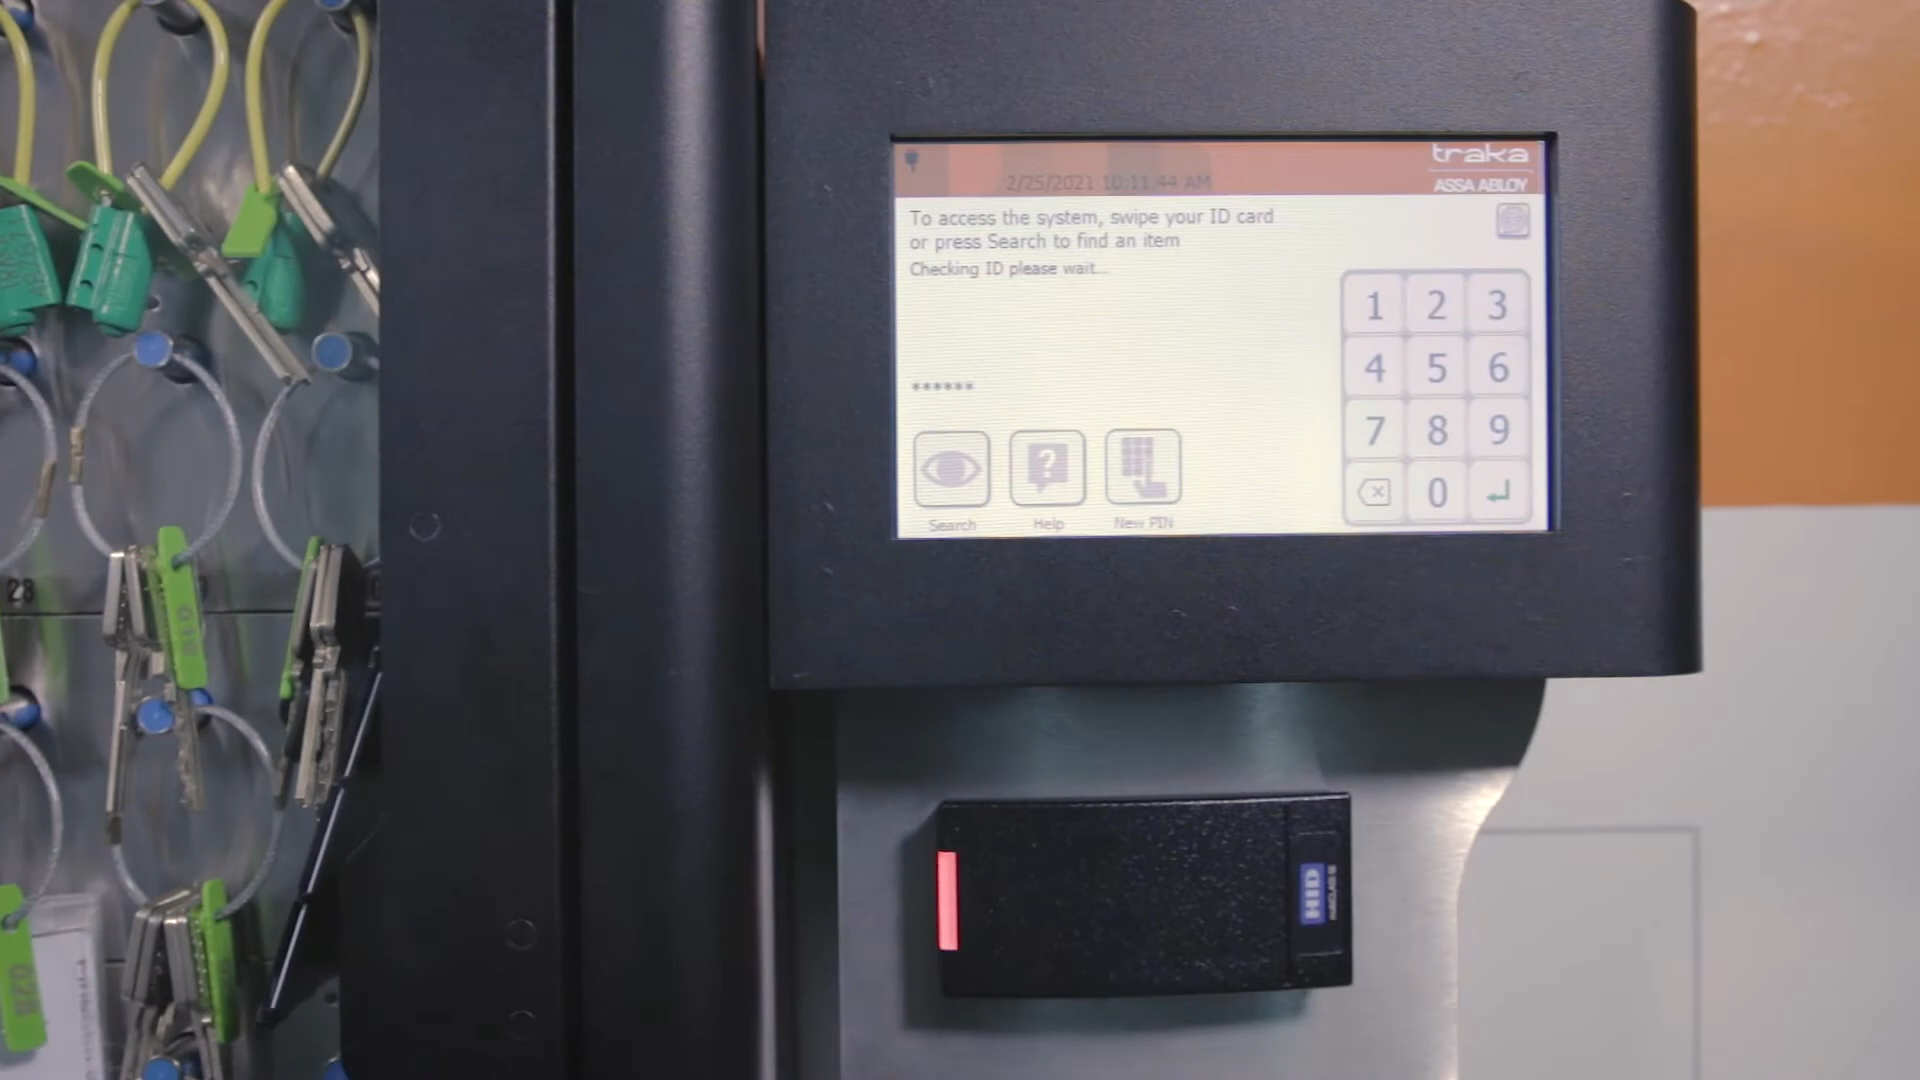 traka
ASSA ABLOY
2/25/2021 10:11:44 AM
To access the system, swipe your ID card
or press Search to find an item
Checking ID please wait...
******
1 2 3
4 5 6
7 8 9
0
Search Help New PIN
HID
28
010
028